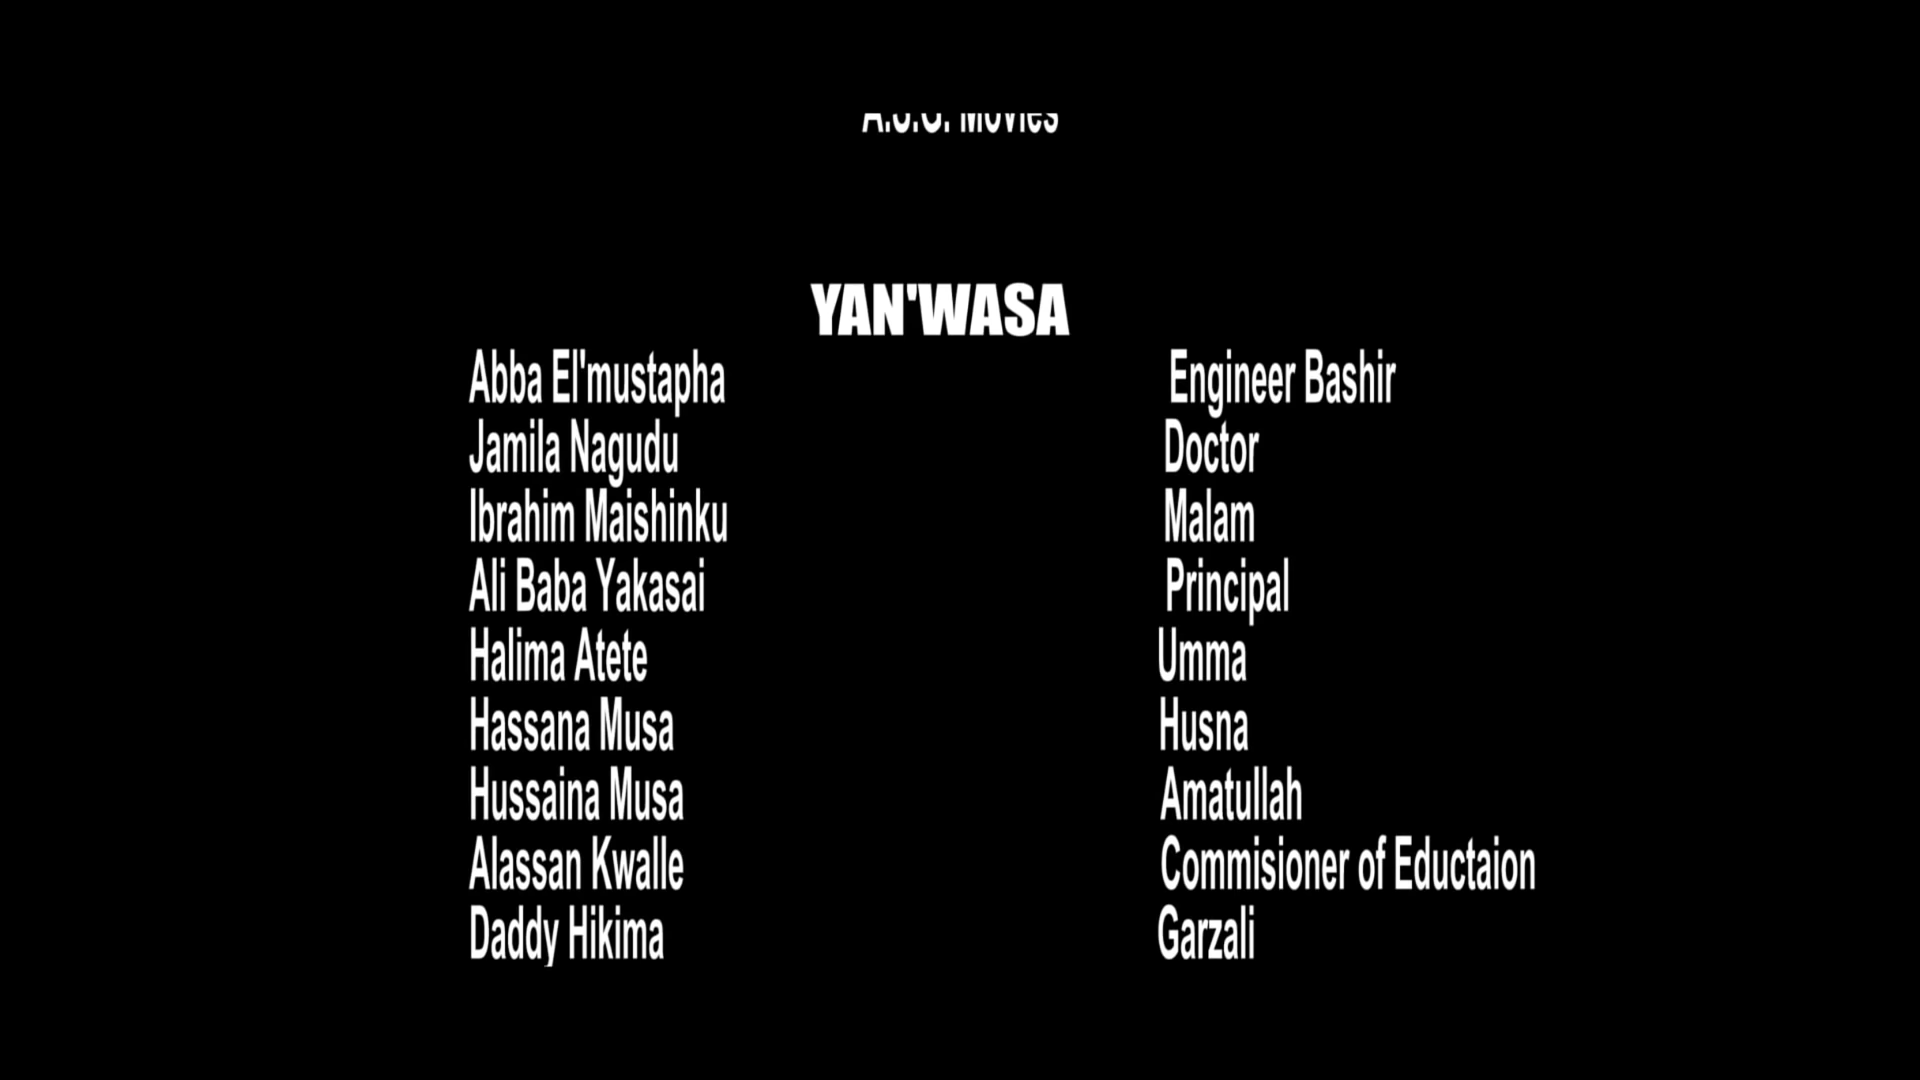 Movies
YAN'WASA
Abba El'mustapha Engineer Bashir
Jamila Nagudu Doctor
Ibrahim Maishinku Malam
Ali Baba Yakasai Principal
Halima Atete Umma
Hassana Musa Husna
Hussaina Musa Amatullah
Alassan Kwalle Commisioner of Eductaion
Daddy Hikima Garzali